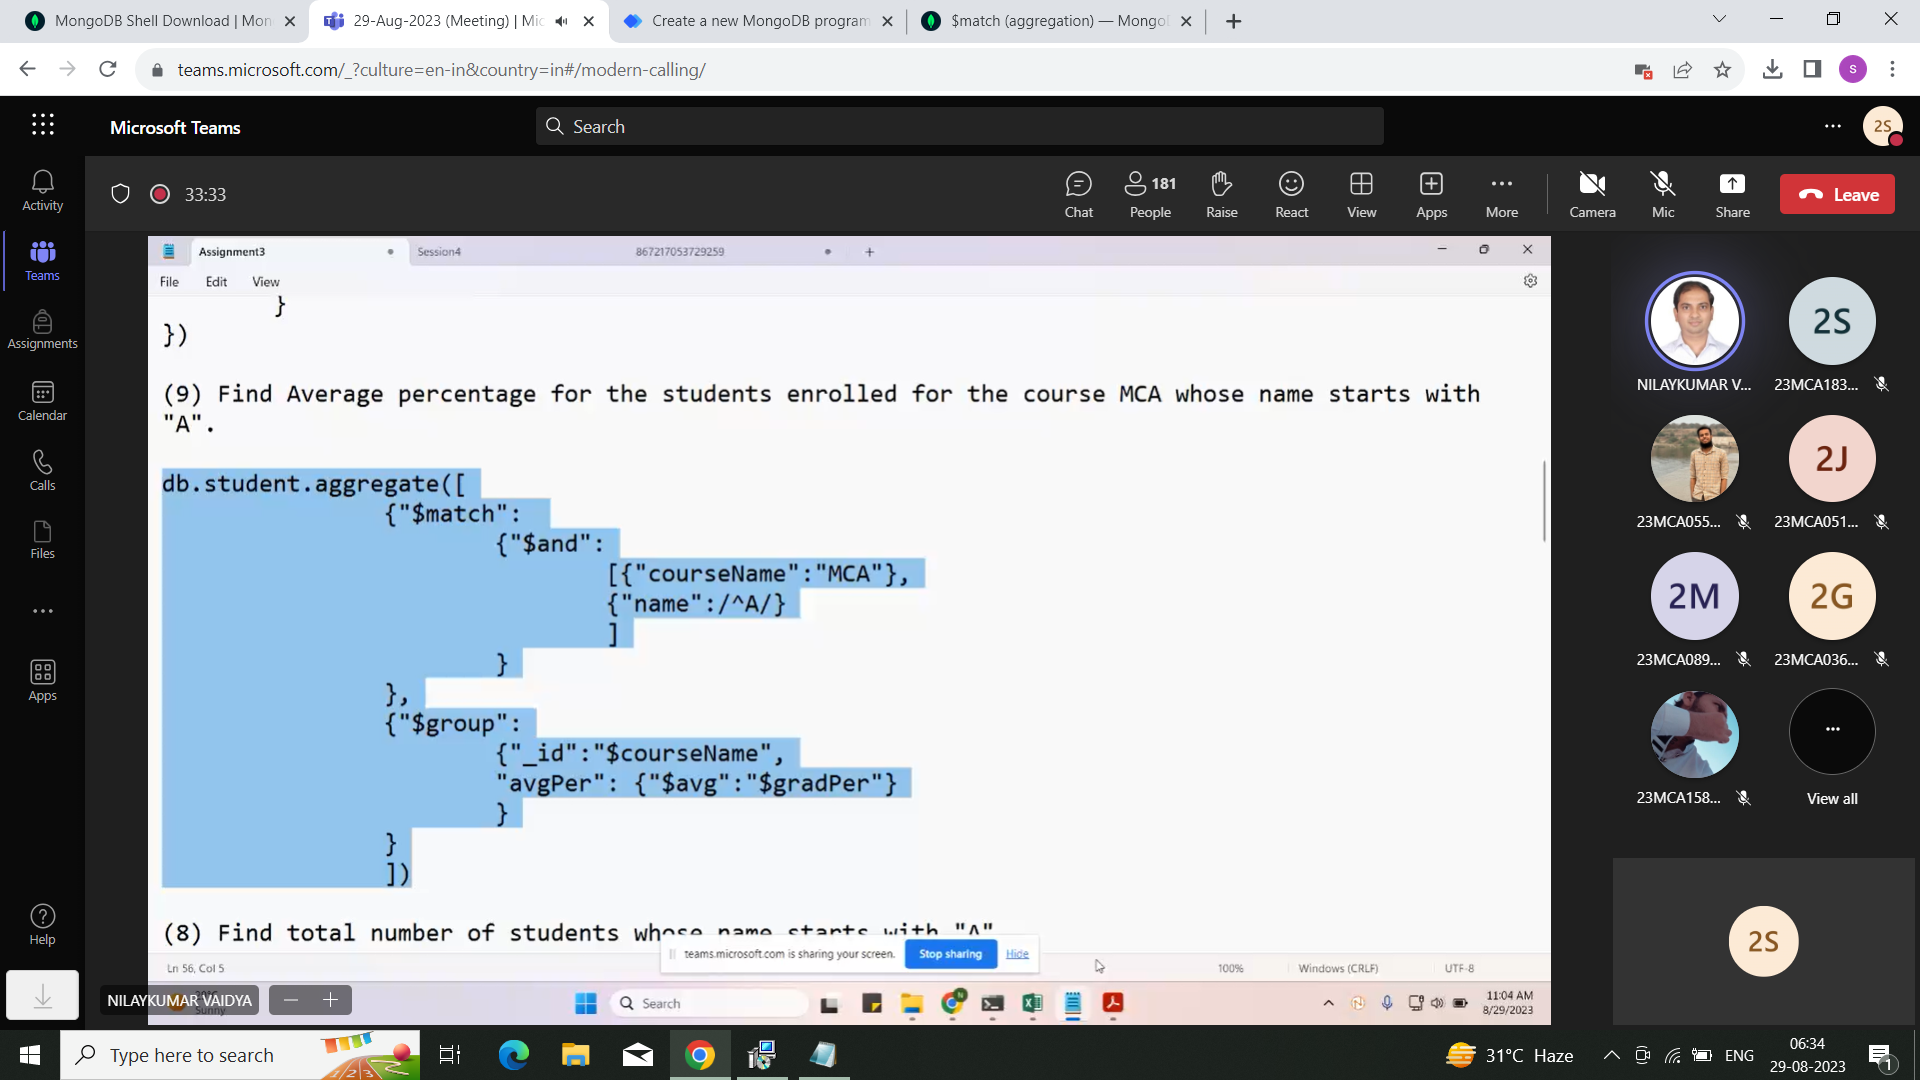 MongoDB Shell Download | Mon
29-Aug-2023 (Meeting) | Mic
Create a new MongoDB program
$match (aggregation) — MongoD
teams.microsoft.com/_?culture=en-in&country=in#/modern-calling/
s
Microsoft Teams
Search
2S
33:33
Chat
181
People
Raise
React
View
Apps
More
Camera
Mic
Share
Leave
Activity
Teams
Assignments
Calendar
Calls
Files
Apps
Help
Assignment3
Session4
867217053729259
File
Edit
View
}
})
(9) Find Average percentage for the students enrolled for the course MCA whose name starts with
"A".
db.student.aggregate([
{"$match":
{"$and":
[{"courseName":"MCA"},
{"name":/^A/}
]
}
},
{"$group":
{"_id":"$courseName",
"avgPer": {"$avg":"$gradPer"}
}
}
])
(8) Find total number of students whose name starts with "A"
teams.microsoft.com is sharing your screen.
Stop sharing
Hide
Ln 56, Col 5
100%
Windows (CRLF)
UTF-8
NILAYKUMAR VAIDYA
Sunny
Search
N
11:04 AM
8/29/2023
NILAYKUMAR V...
2S
23MCA183...
23MCA055...
2J
23MCA051...
2M
23MCA089...
2G
23MCA036...
23MCA158...
View all
2S
Type here to search
31°C Haze
ENG
06:34
29-08-2023
1